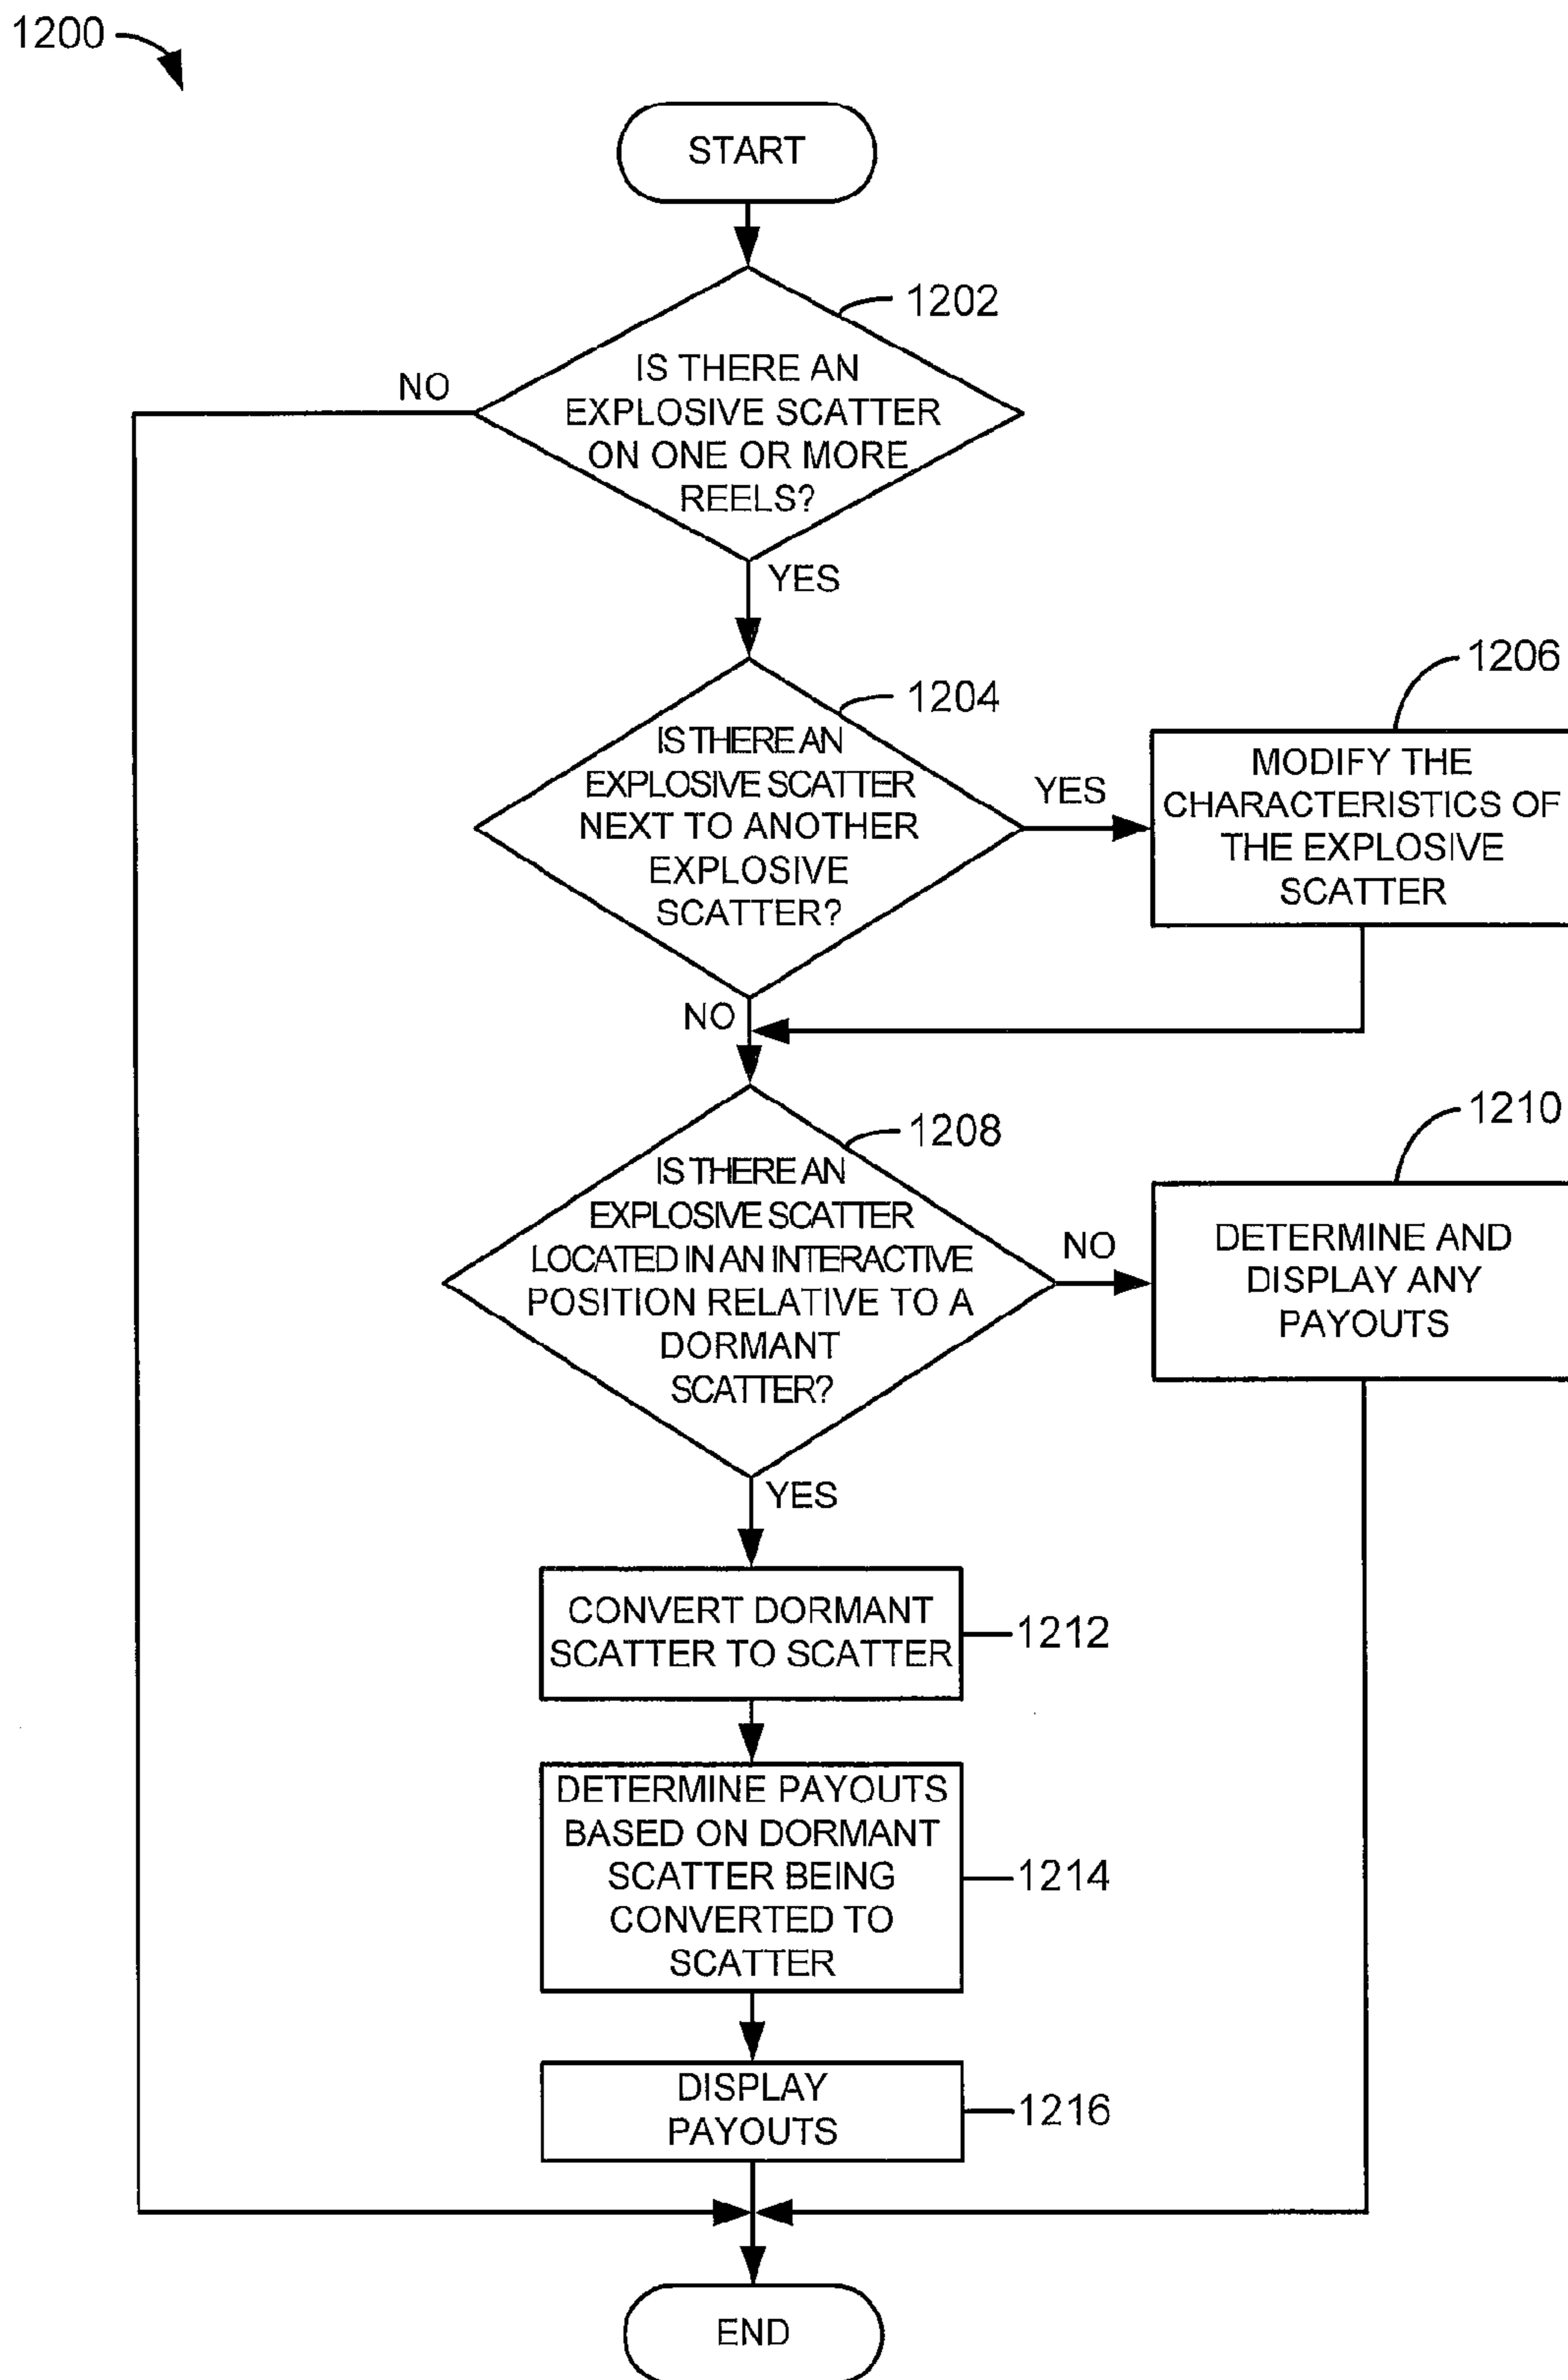 1200
START
1202
IS THERE AN
EXPLOSIVE SCATTER
ON ONE OR MORE
REELS?
NO
YES
1204
IS THERE AN
EXPLOSIVE SCATTER
NEXT TO ANOTHER
EXPLOSIVE
SCATTER?
YES
1206
MODIFY THE
CHARACTERISTICS OF
THE EXPLOSIVE
SCATTER
NO
1208
IS THERE AN
EXPLOSIVE SCATTER
LOCATED IN AN INTERACTIVE
POSITION RELATIVE TO A
DORMANT
SCATTER?
NO
1210
DETERMINE AND
DISPLAY ANY
PAYOUTS
YES
CONVERT DORMANT
SCATTER TO SCATTER
1212
DETERMINE PAYOUTS
BASED ON DORMANT
SCATTER BEING
CONVERTED TO
SCATTER
1214
DISPLAY
PAYOUTS
1216
END